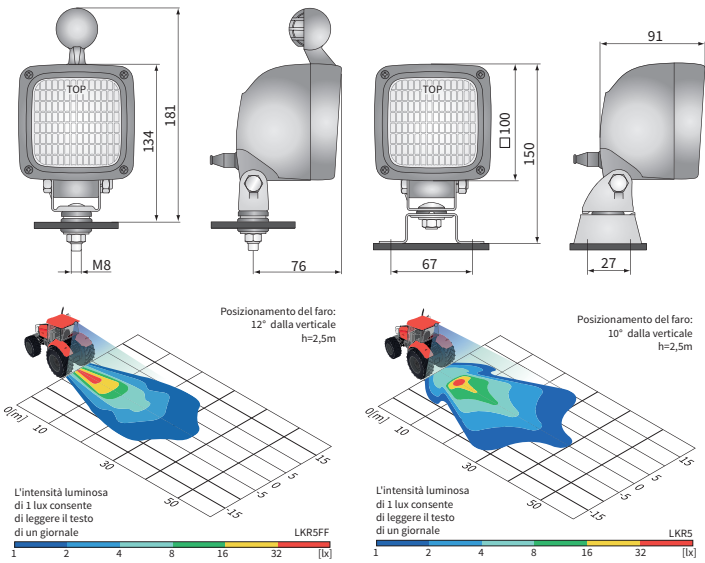 TOP
134
181
M8
76
TOP
□100
150
67
91
27
Posizionamento del faro:
12° dalla verticale
h=2,5m
0[m]
10
30
50
15
5
0
-5
-15
L'intensità luminosa
di 1 lux consente
di leggere il testo
di un giornale
LKR5FF
1 2 4 8 16 32 [lx]
Posizionamento del faro:
10° dalla verticale
h=2,5m
0[m]
10
30
50
15
5
0
-5
-15
L'intensità luminosa
di 1 lux consente
di leggere il testo
di un giornale
LKR5
1 2 4 8 16 32 [lx]